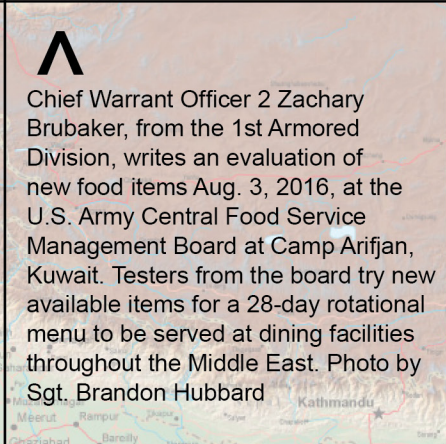 Chief Warrant Officer 2 Zachary
Brubaker, from the 1st Armored
Division, writes an evaluation of
new food items Aug. 3, 2016, at the
U.S. Army Central Food Service
Management Board at Camp Arifjan,
Kuwait. Testers from the board try new
available items for a 28-day rotational
menu to be served at dining facilities
throughout the Middle East. Photo by
Sgt. Brandon Hubbard
Kathmandu
Meerut
Rampur
Ghaziabad
Bareilly